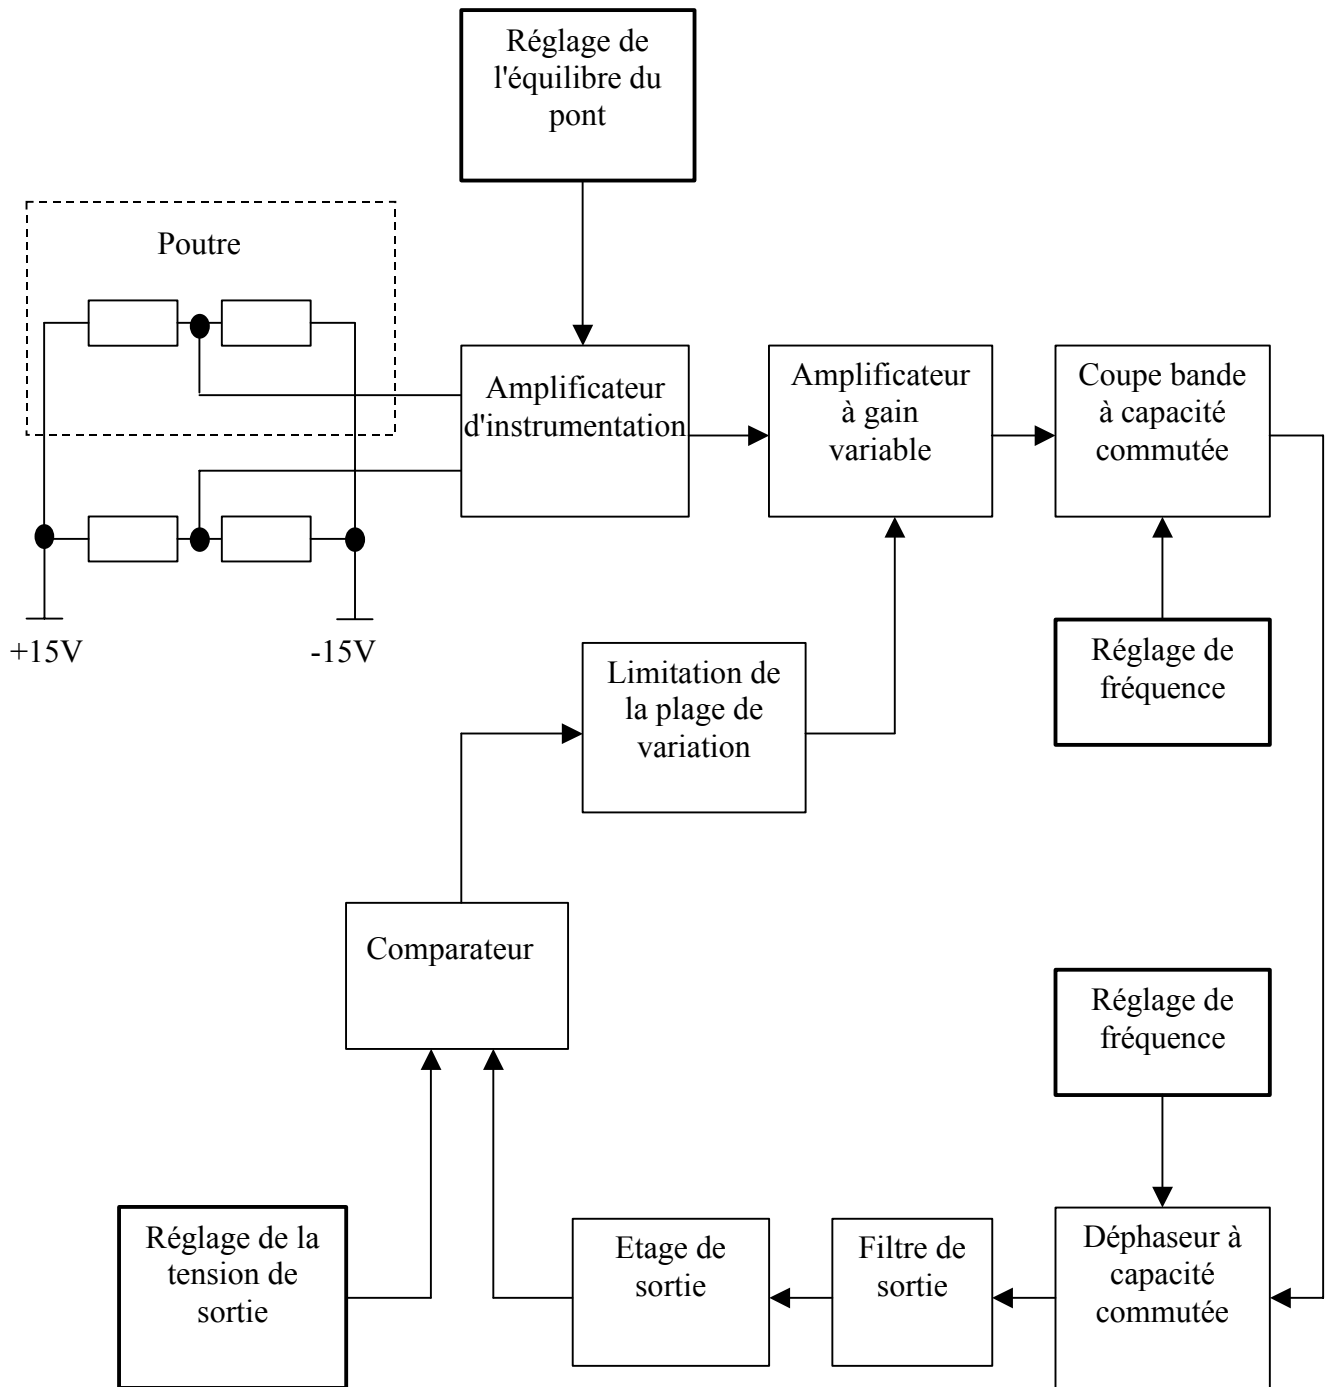 Réglage de
l'équilibre du
pont
Poutre
Amplificateur
d'instrumentation
Amplificateur
à gain
variable
Coupe bande
à capacité
commutée
+15V
-15V
Limitation de
la plage de
variation
Réglage de
fréquence
Comparateur
Réglage de
fréquence
Réglage de la
tension de
sortie
Etage de
sortie
Filtre de
sortie
Déphaseur à
capacité
commutée